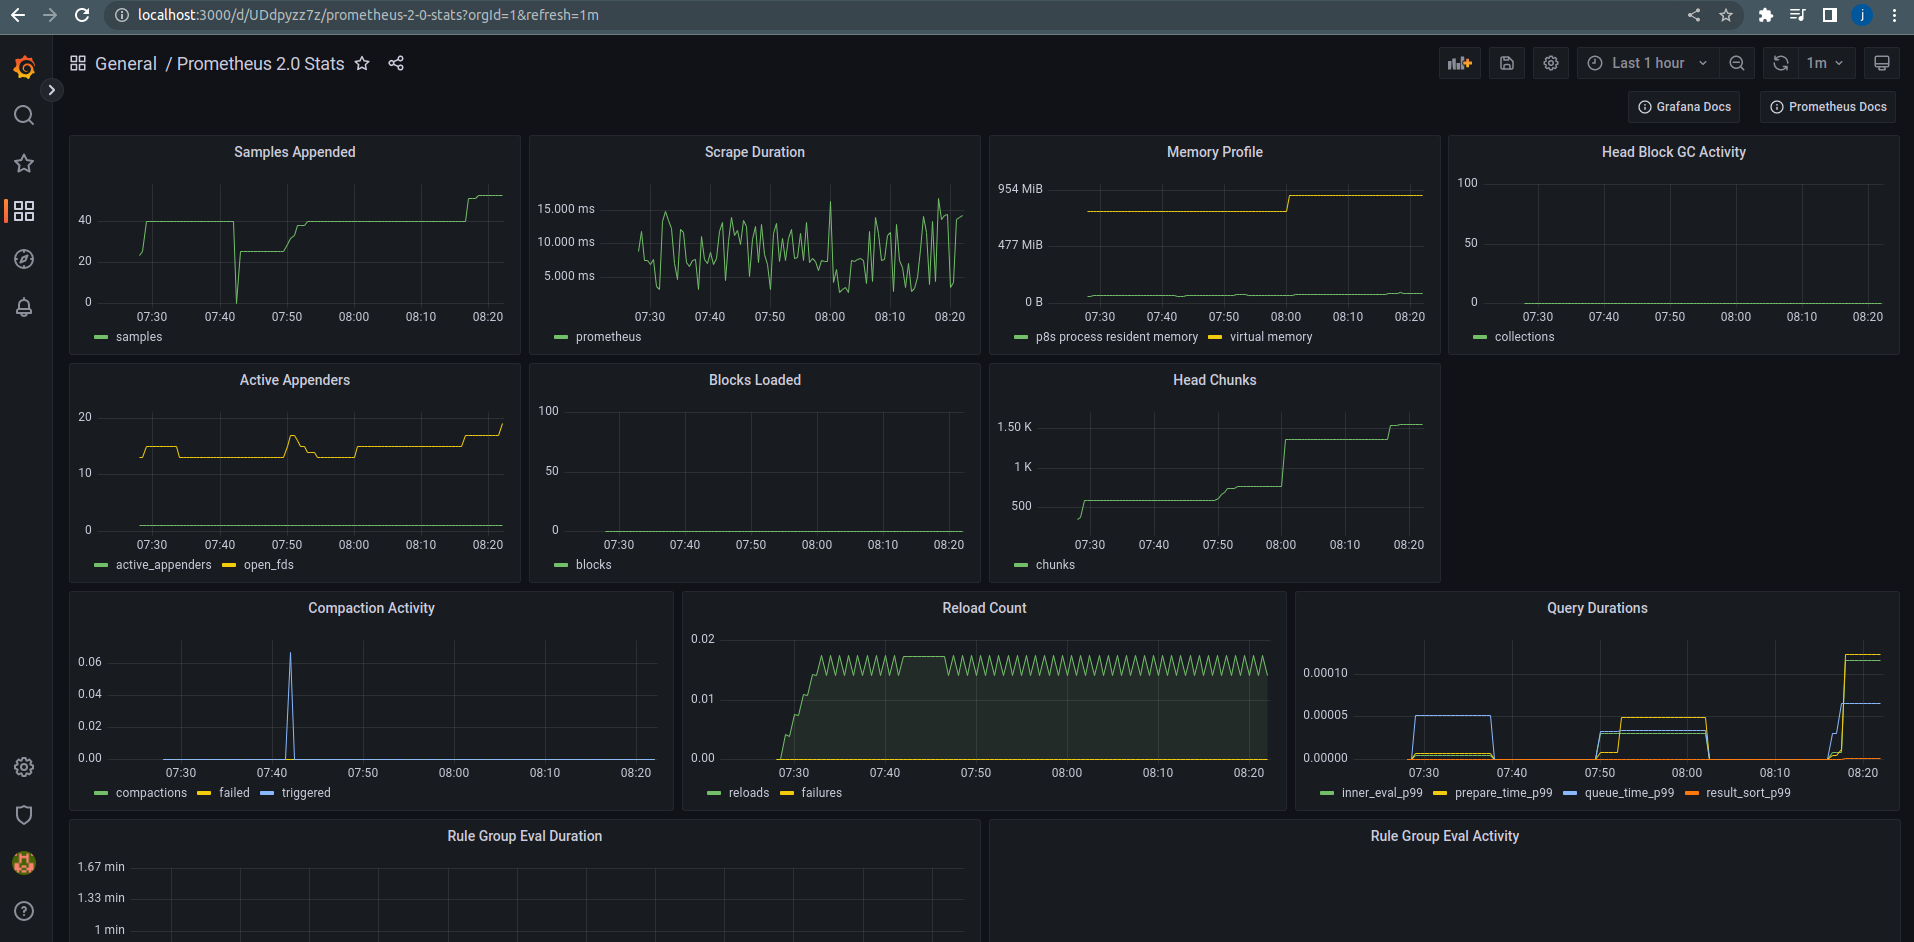 localhost:3000/d/UDdpyzz7z/prometheus-2-0-stats?orgId=1&refresh=1m
j
General / Prometheus 2.0 Stats
Last 1 hour
1m
Grafana Docs
Prometheus Docs
Samples Appended
40
20
0
07:30 07:40 07:50 08:00 08:10 08:20
samples
Scrape Duration
15.000 ms
10.000 ms
5.000 ms
07:30 07:40 07:50 08:00 08:10 08:20
prometheus
Memory Profile
954 MiB
477 MiB
0 B
07:30 07:40 07:50 08:00 08:10 08:20
p8s process resident memory virtual memory
Head Block GC Activity
100
50
0
07:30 07:40 07:50 08:00 08:10 08:20
collections
Active Appenders
20
10
0
07:30 07:40 07:50 08:00 08:10 08:20
active_appenders open_fds
Blocks Loaded
100
50
0
07:30 07:40 07:50 08:00 08:10 08:20
blocks
Head Chunks
1.50 K
1 K
500
07:30 07:40 07:50 08:00 08:10 08:20
chunks
Compaction Activity
0.06
0.04
0.02
0.00
07:30 07:40 07:50 08:00 08:10 08:20
compactions failed triggered
Reload Count
0.02
0.01
0.00
07:30 07:40 07:50 08:00 08:10 08:20
reloads failures
Query Durations
0.00010
0.00005
0.00000
07:30 07:40 07:50 08:00 08:10 08:20
inner_eval_p99 prepare_time_p99 queue_time_p99 result_sort_p99
Rule Group Eval Duration
1.67 min
1.33 min
1 min
Rule Group Eval Activity